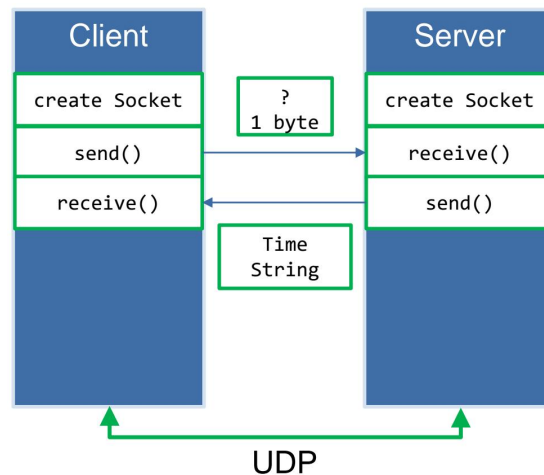 Client
Server
create Socket
?
1 byte
create Socket
send()
receive()
receive()
send()
Time
String
UDP